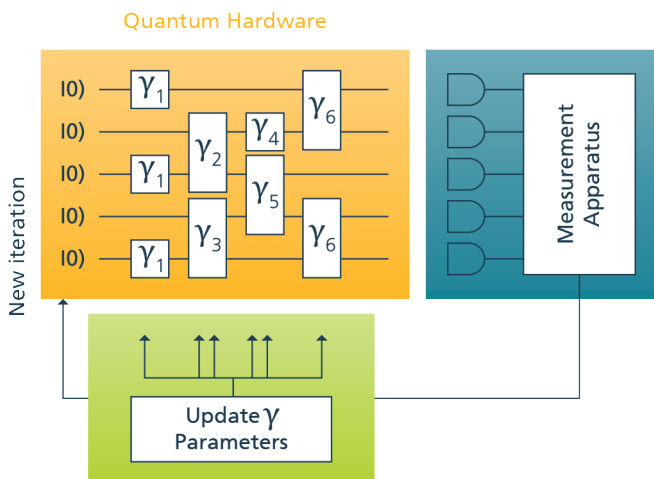 Quantum Hardware
|0⟩ γ1 γ6
|0⟩ γ2 γ4
|0⟩ γ1 γ5
|0⟩ γ3 γ6
|0⟩ γ1
Measurement
Apparatus
New iteration
Update γ
Parameters